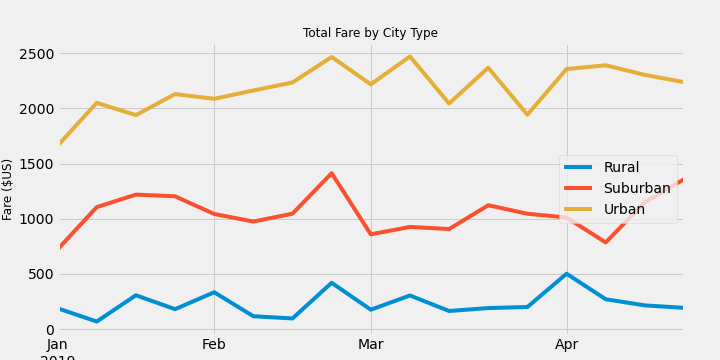 Total Fare by City Type
Fare ($US)
2500
2000
1500
1000
500
0
Rural
Suburban
Urban
Jan Feb Mar Apr
2019